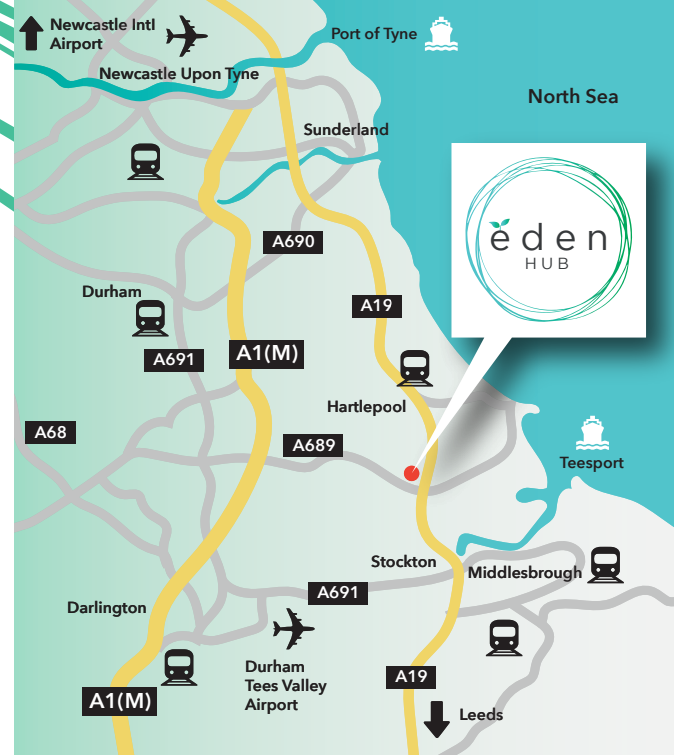 Newcastle Intl
Airport
Port of Tyne
Newcastle Upon Tyne
North Sea
Sunderland
eden
HUB
A690
Durham
A19
A691
A1(M)
Hartlepool
A68
A689
Teesport
Stockton
Middlesbrough
A691
Darlington
Durham
Tees Valley
Airport
A19
A1(M)
Leeds